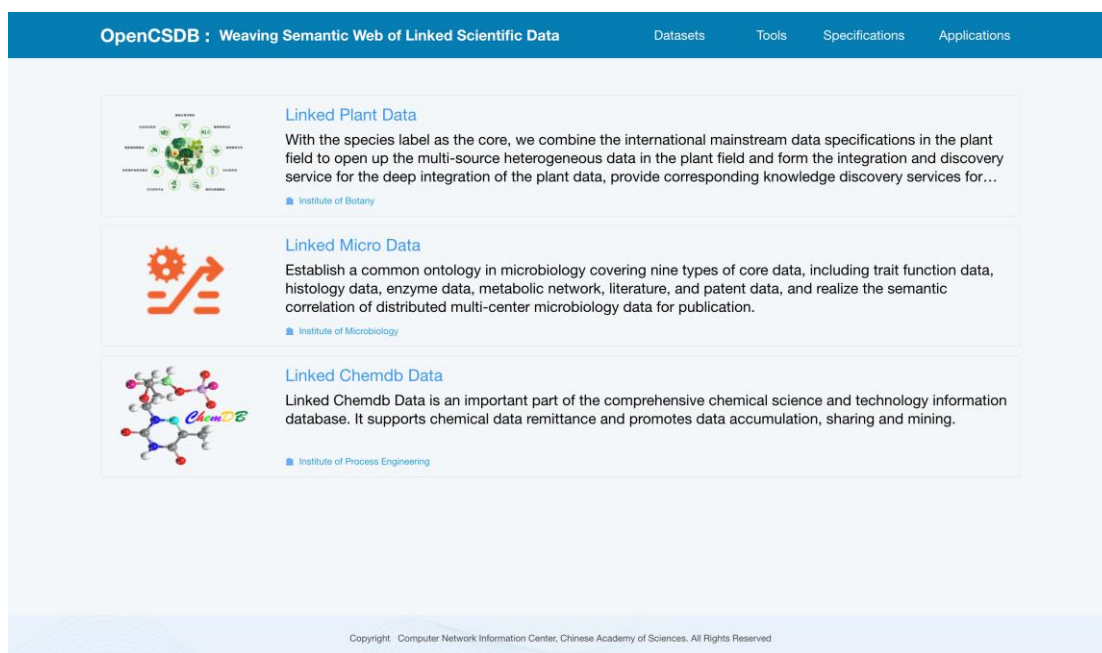 OpenCSDB : Weaving Semantic Web of Linked Scientific Data
Datasets
Tools
Specifications
Applications
Linked Plant Data
With the species label as the core, we combine the international mainstream data specifications in the plant
field to open up the multi-source heterogeneous data in the plant field and form the integration and discovery
service for the deep integration of the plant data, provide corresponding knowledge discovery services for…
Institute of Botany
Linked Micro Data
Establish a common ontology in microbiology covering nine types of core data, including trait function data,
histology data, enzyme data, metabolic network, literature, and patent data, and realize the semantic
correlation of distributed multi-center microbiology data for publication.
Institute of Microbiology
ChemDB
Linked Chemdb Data
Linked Chemdb Data is an important part of the comprehensive chemical science and technology information
database. It supports chemical data remittance and promotes data accumulation, sharing and mining.
Institute of Process Engineering
Copyright Computer Network Information Center, Chinese Academy of Sciences. All Rights Reserved